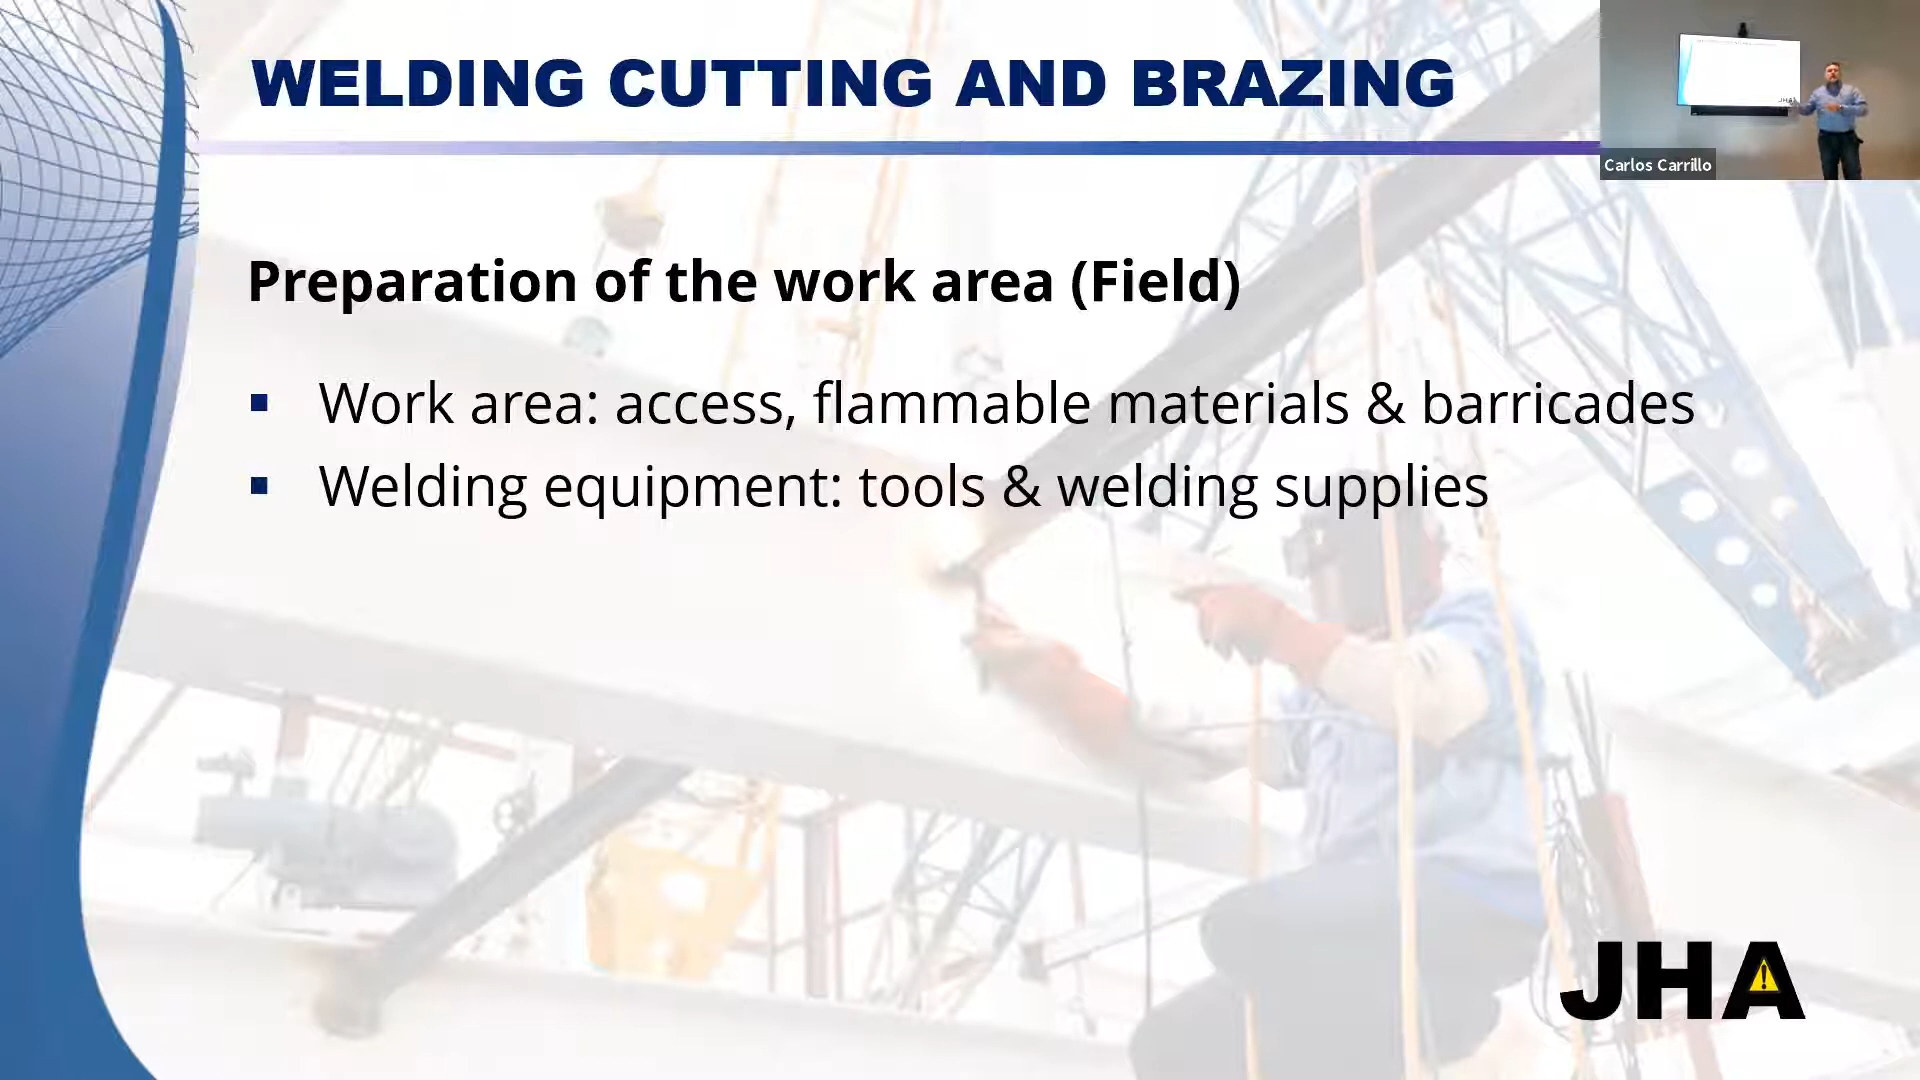 WELDING CUTTING AND BRAZING
Carlos Carrillo
Preparation of the work area (Field)
Work area: access, flammable materials & barricades
Welding equipment: tools & welding supplies
JHA